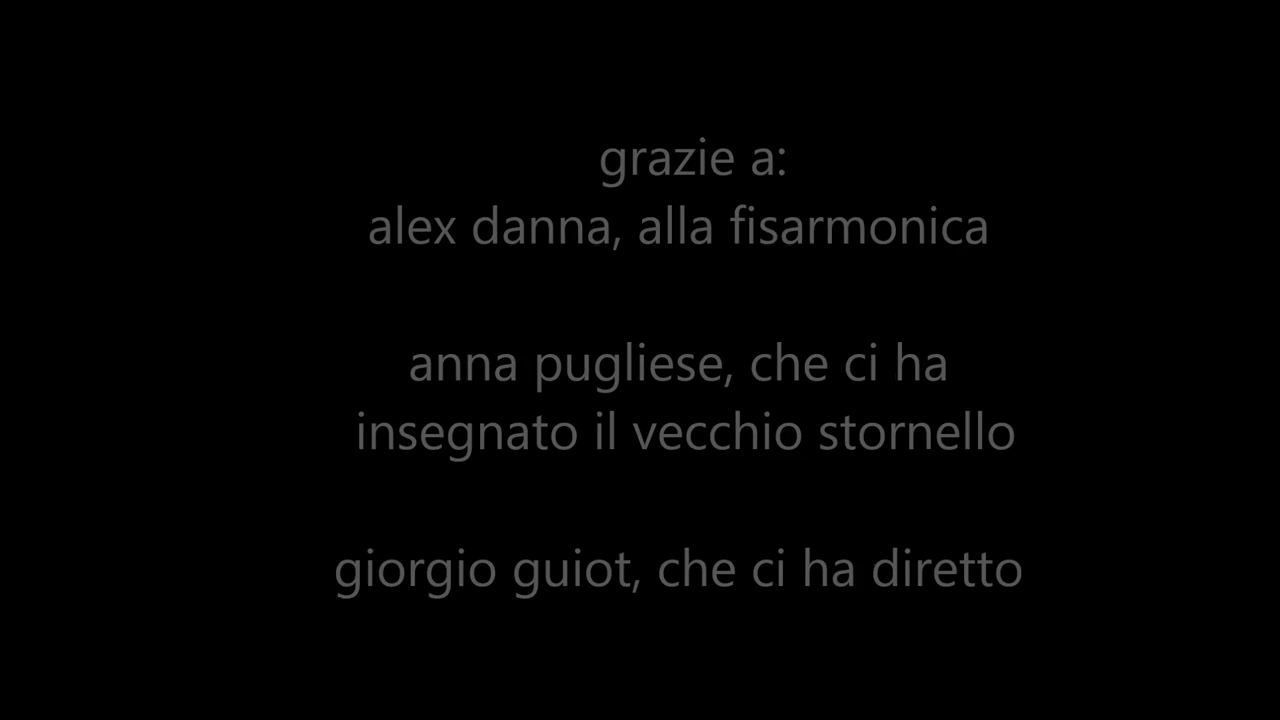 grazie a:
alex danna, alla fisarmonica
anna pugliese, che ci ha
insegnato il vecchio stornello
giorgio guiot, che ci ha diretto